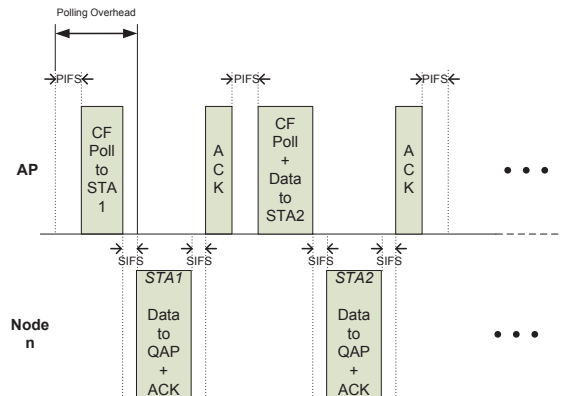 Polling Overhead
PIFS
PIFS
PIFS
AP
CF
Poll
to
STA
1
A
C
K
CF
Poll
+
Data
to
STA2
A
C
K
SIFS
SIFS
SIFS
SIFS
Node
n
STA1
Data
to
QAP
+
ACK
STA2
Data
to
QAP
+
ACK